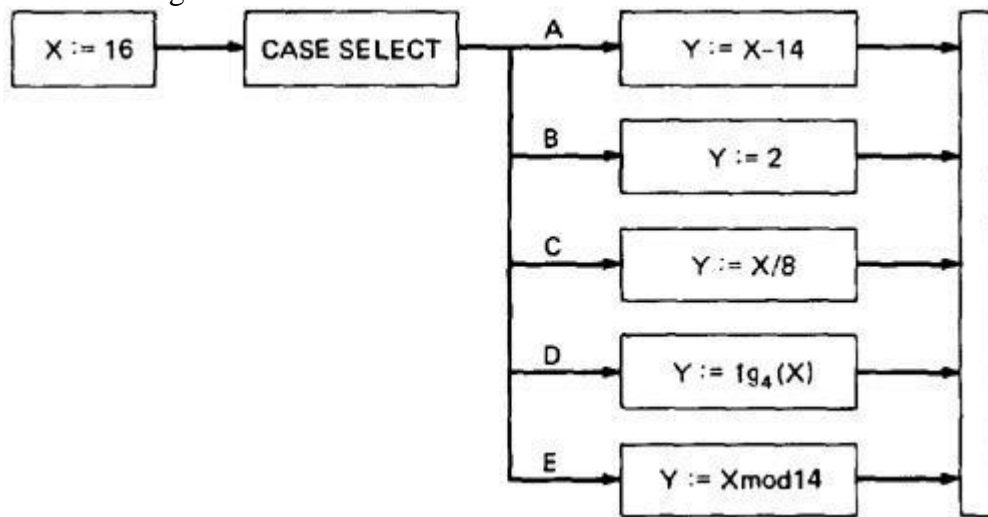 X := 16
CASE SELECT
A
Y := X–14
B
Y := 2
C
Y := X/8
D
Y := lg₄(X)
E
Y := Xmod14